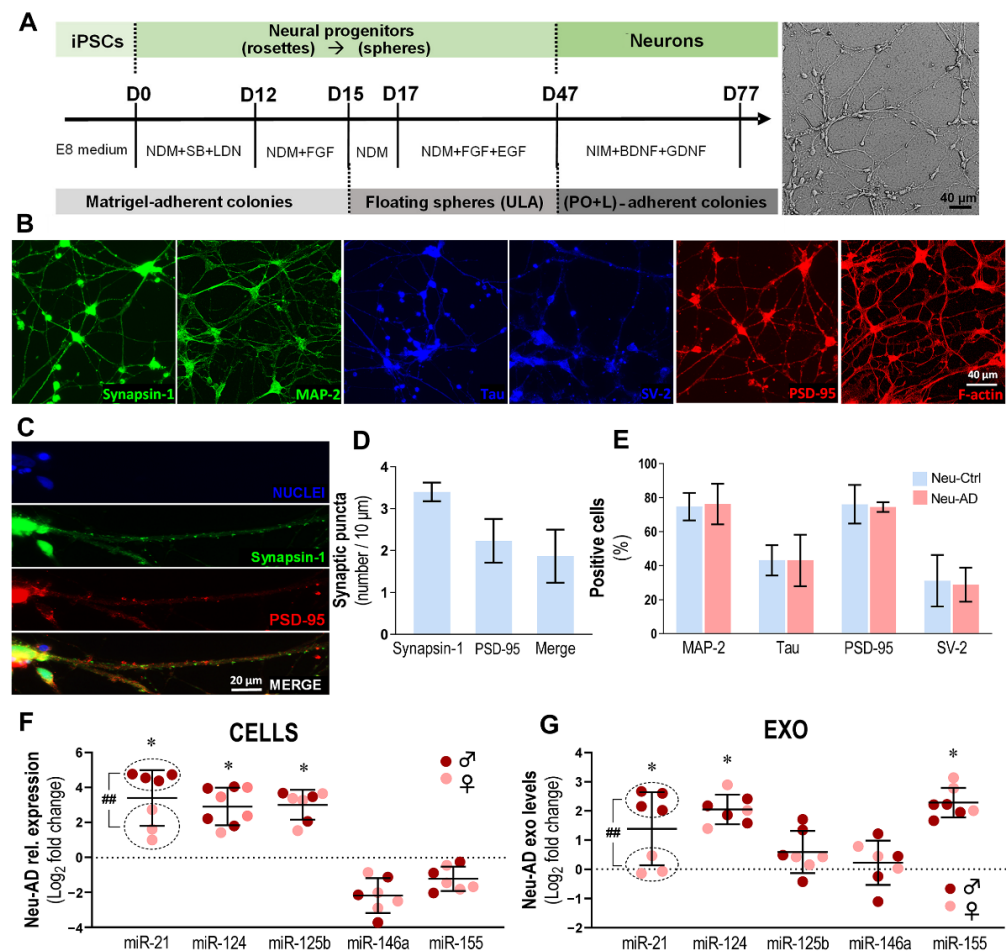 A
iPSCs
Neural progenitors
(rosettes) → (spheres)
Neurons
D0
D12
D15
D17
D47
D77
E8 medium
NDM+SB+LDN
NDM+FGF
NDM
NDM+FGF+EGF
NIM+BDNF+GDNF
Matrigel-adherent colonies
Floating spheres (ULA)
(PO+L)-adherent colonies
40 µm
B
Synapsin-1
MAP-2
Tau
SV-2
PSD-95
40 µm
F-actin
C
NUCLEI
Synapsin-1
PSD-95
20 µm
MERGE
D
Synaptic puncta
(number / 10 µm)
4
3
2
1
0
Synapsin-1
PSD-95
Merge
E
Positive cells
(%)
100
80
60
40
20
0
Neu-Ctrl
Neu-AD
MAP-2
Tau
PSD-95
SV-2
F
CELLS
Neu-AD rel. expression
(Log2 fold change)
6
4
2
0
−2
−4
##
*
*
*
♂
♀
miR-21
miR-124
miR-125b
miR-146a
miR-155
G
EXO
Neu-AD exo levels
(Log2 fold change)
4
3
2
1
0
−1
−2
##
*
*
*
♂
♀
miR-21
miR-124
miR-125b
miR-146a
miR-155